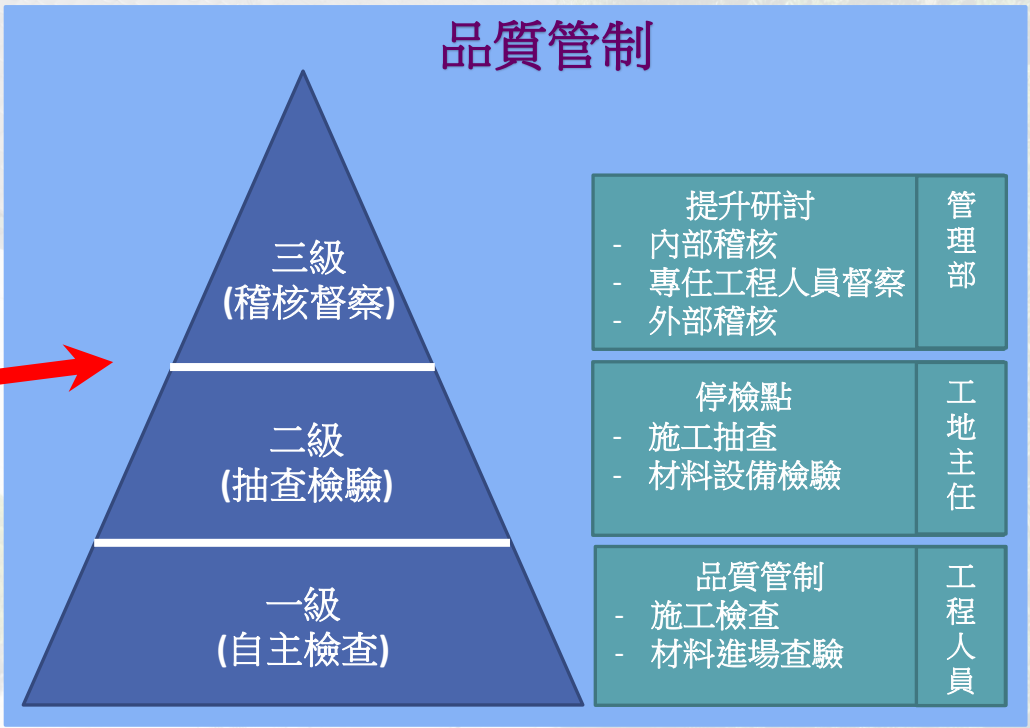 品質管制
三級
(稽核督察)
提升研討
- 內部稽核
- 專任工程人員督察
- 外部稽核
管理部
二級
(抽查檢驗)
停檢點
- 施工抽查
- 材料設備檢驗
工地主任
一級
(自主檢查)
品質管制
- 施工檢查
- 材料進場查驗
工程人員